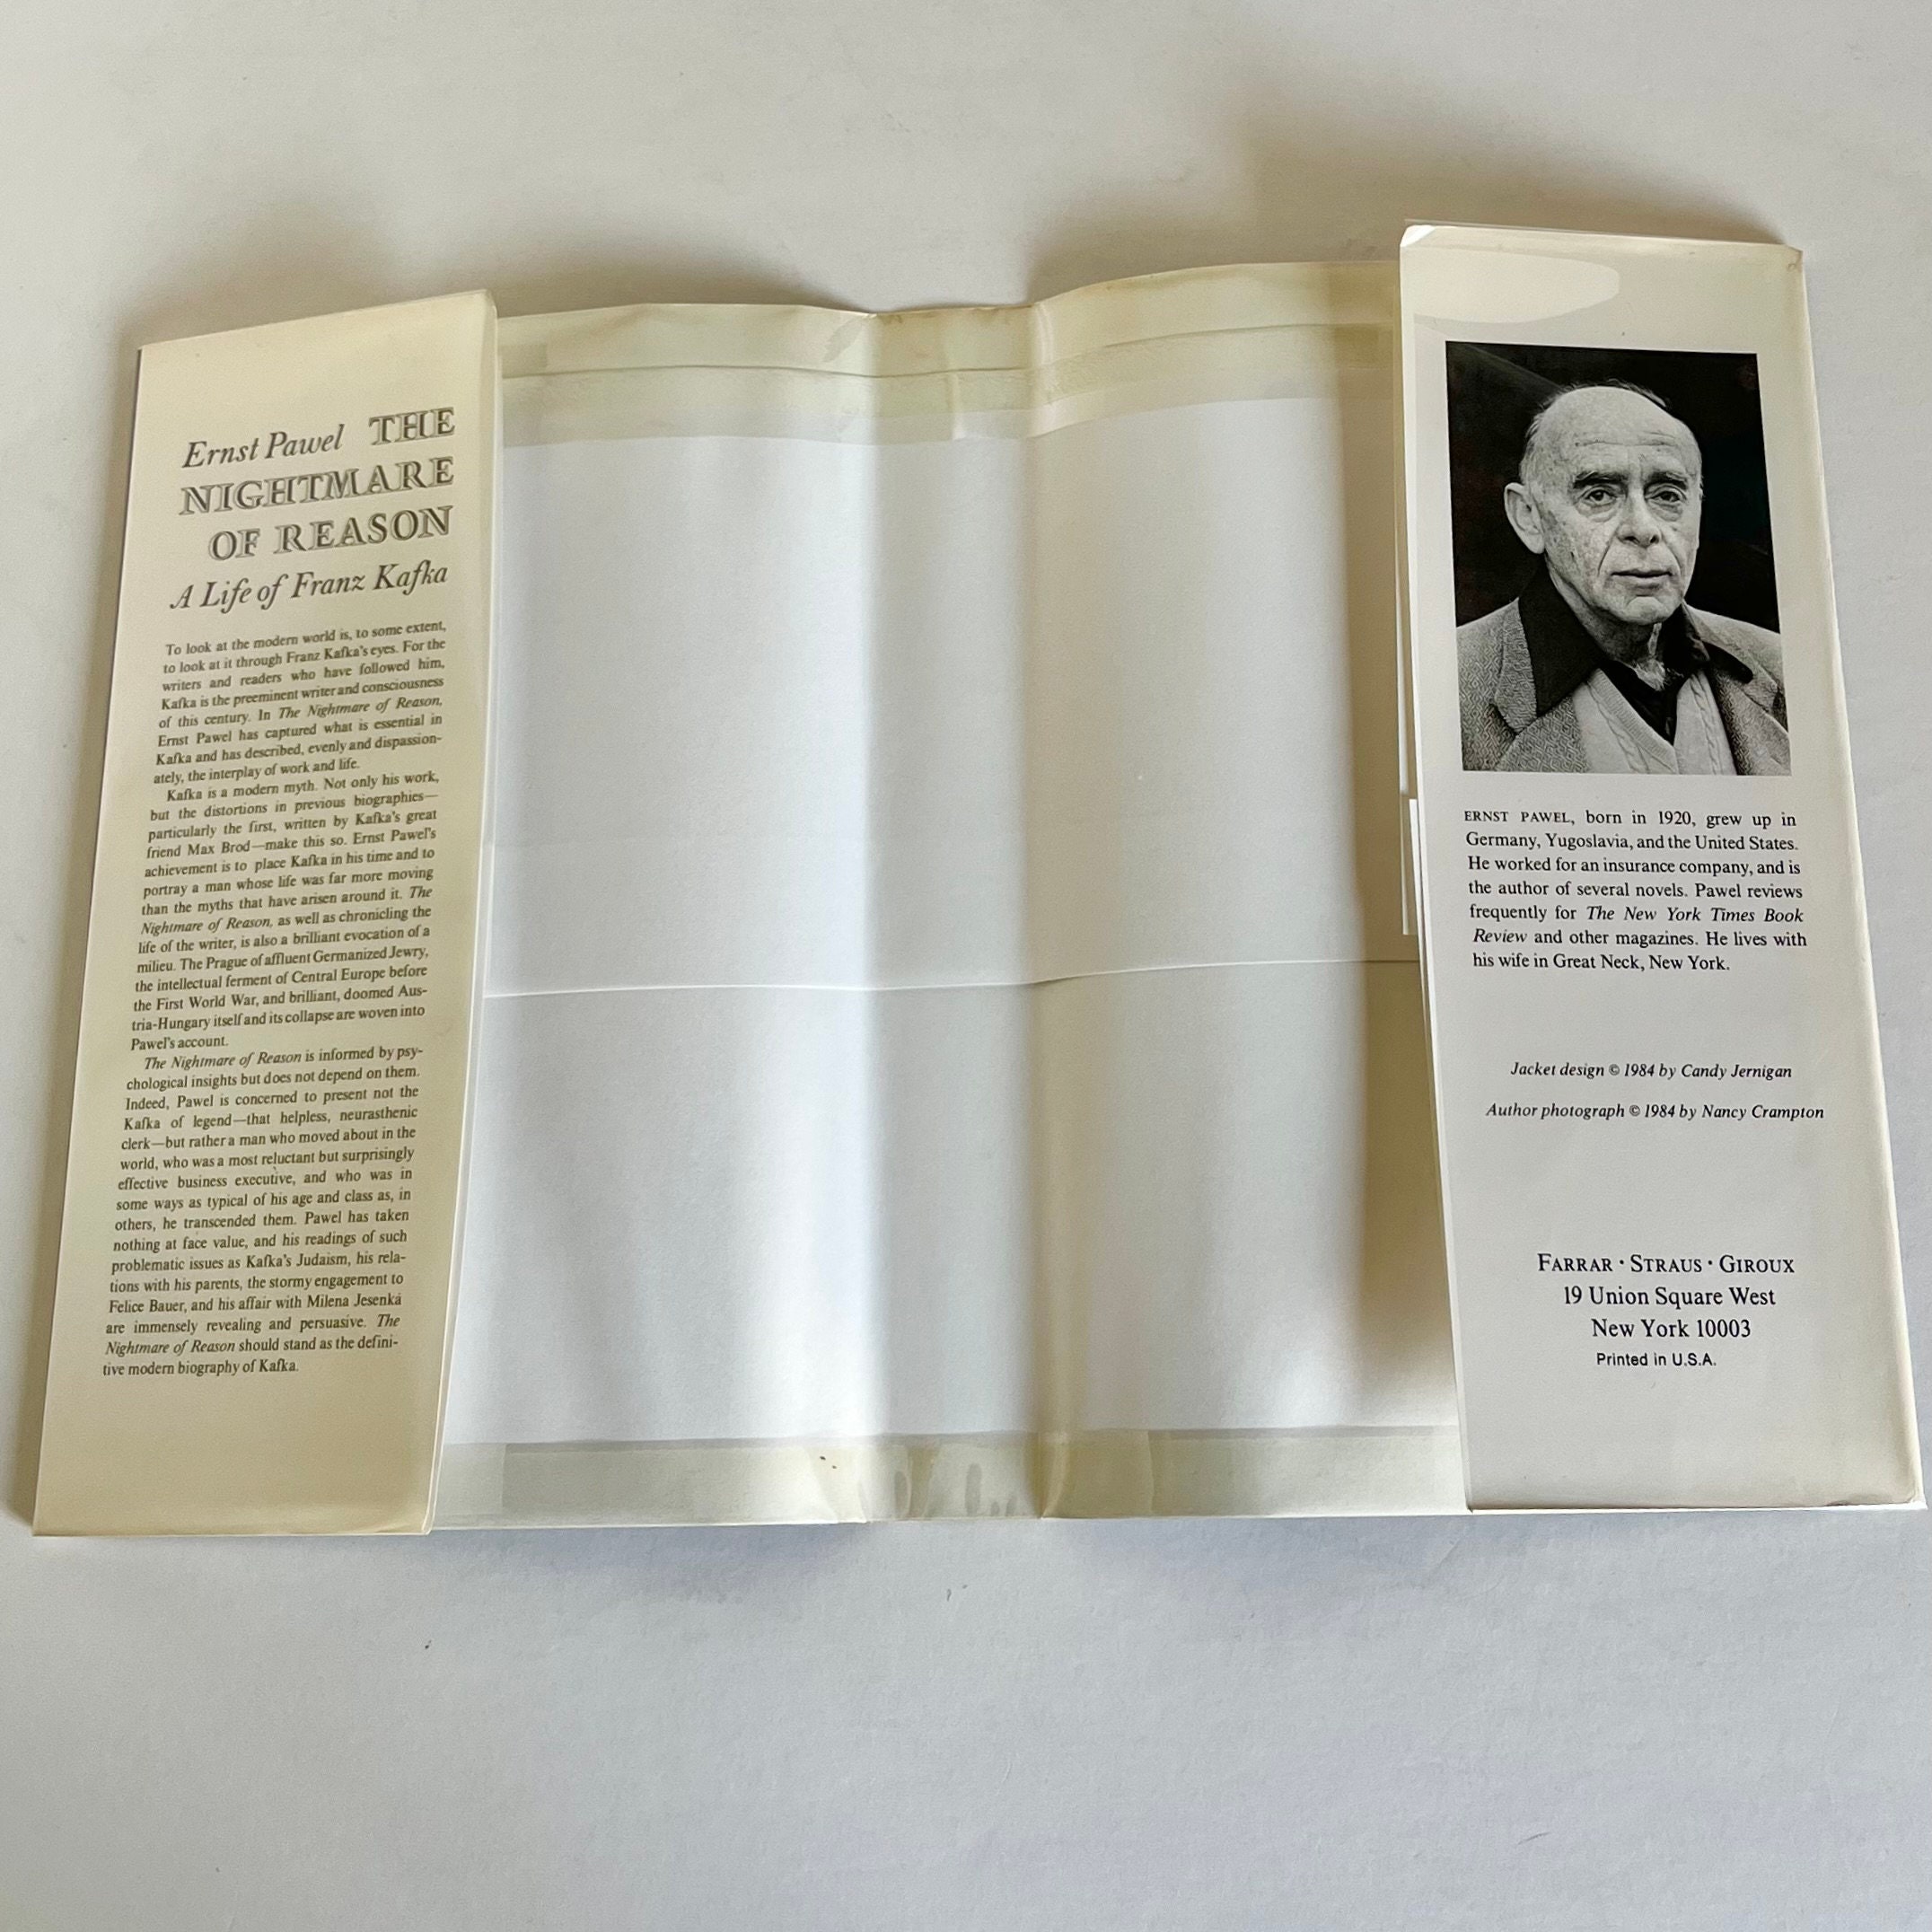 Ernst Pawel THE
NIGHTMARE
OF REASON
A Life of Franz Kafka
To look at the modern world is, to some extent,
to look at it through Franz Kafka's eyes. For the
writers and readers who have followed him,
Kafka is the preeminent writer and consciousness
of this century. In The Nightmare of Reason,
Ernst Pawel has captured what is essential in
Kafka and has described, evenly and dispassion-
ately, the interplay of work and life.
Kafka is a modern myth. Not only his work,
but the distortions in previous biographies—
particularly the first, written by Kafka's great
friend Max Brod—make this so. Ernst Pawel's
achievement is to place Kafka in his time and to
portray a man whose life was far more moving
than the myths that have arisen around it. The
Nightmare of Reason, as well as chronicling the
life of the writer, is also a brilliant evocation of a
milieu. The Prague of affluent Germanized Jewry,
the intellectual ferment of Central Europe before
the First World War, and brilliant, doomed Aus-
tria-Hungary itself and its collapse are woven into
Pawel's account.
The Nightmare of Reason is informed by psy-
chological insights but does not depend on them.
Indeed, Pawel is concerned to present not the
Kafka of legend—that helpless, neurasthenic
clerk—but rather a man who moved about in the
world, who was a most reluctant but surprisingly
effective business executive, and who was in
some ways as typical of his age and class as, in
others, he transcended them. Pawel has taken
nothing at face value, and his readings of such
problematic issues as Kafka's Judaism, his rela-
tions with his parents, the stormy engagement to
Felice Bauer, and his affair with Milena Jesenká
are immensely revealing and persuasive. The
Nightmare of Reason should stand as the defini-
tive modern biography of Kafka.
ERNST PAWEL, born in 1920, grew up in
Germany, Yugoslavia, and the United States.
He worked for an insurance company, and is
the author of several novels. Pawel reviews
frequently for The New York Times Book
Review and other magazines. He lives with
his wife in Great Neck, New York.
Jacket design © 1984 by Candy Jernigan
Author photograph © 1984 by Nancy Crampton
FARRAR · STRAUS · GIROUX
19 Union Square West
New York 10003
Printed in U.S.A.